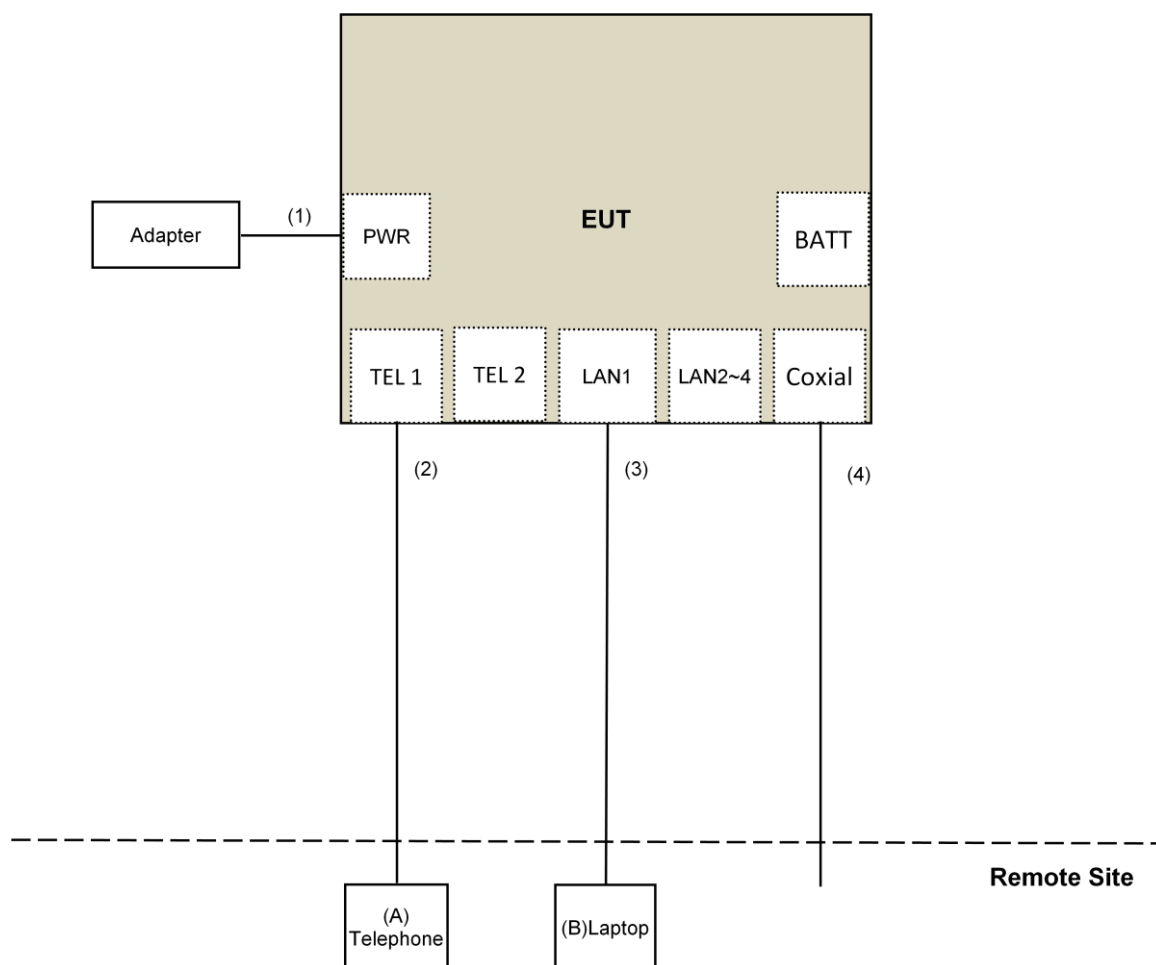 EUT
(1)
Adapter
PWR
BATT
TEL 1
TEL 2
LAN1
LAN2~4
Coxial
(2)
(3)
(4)
Remote Site
(A)
Telephone
(B)Laptop